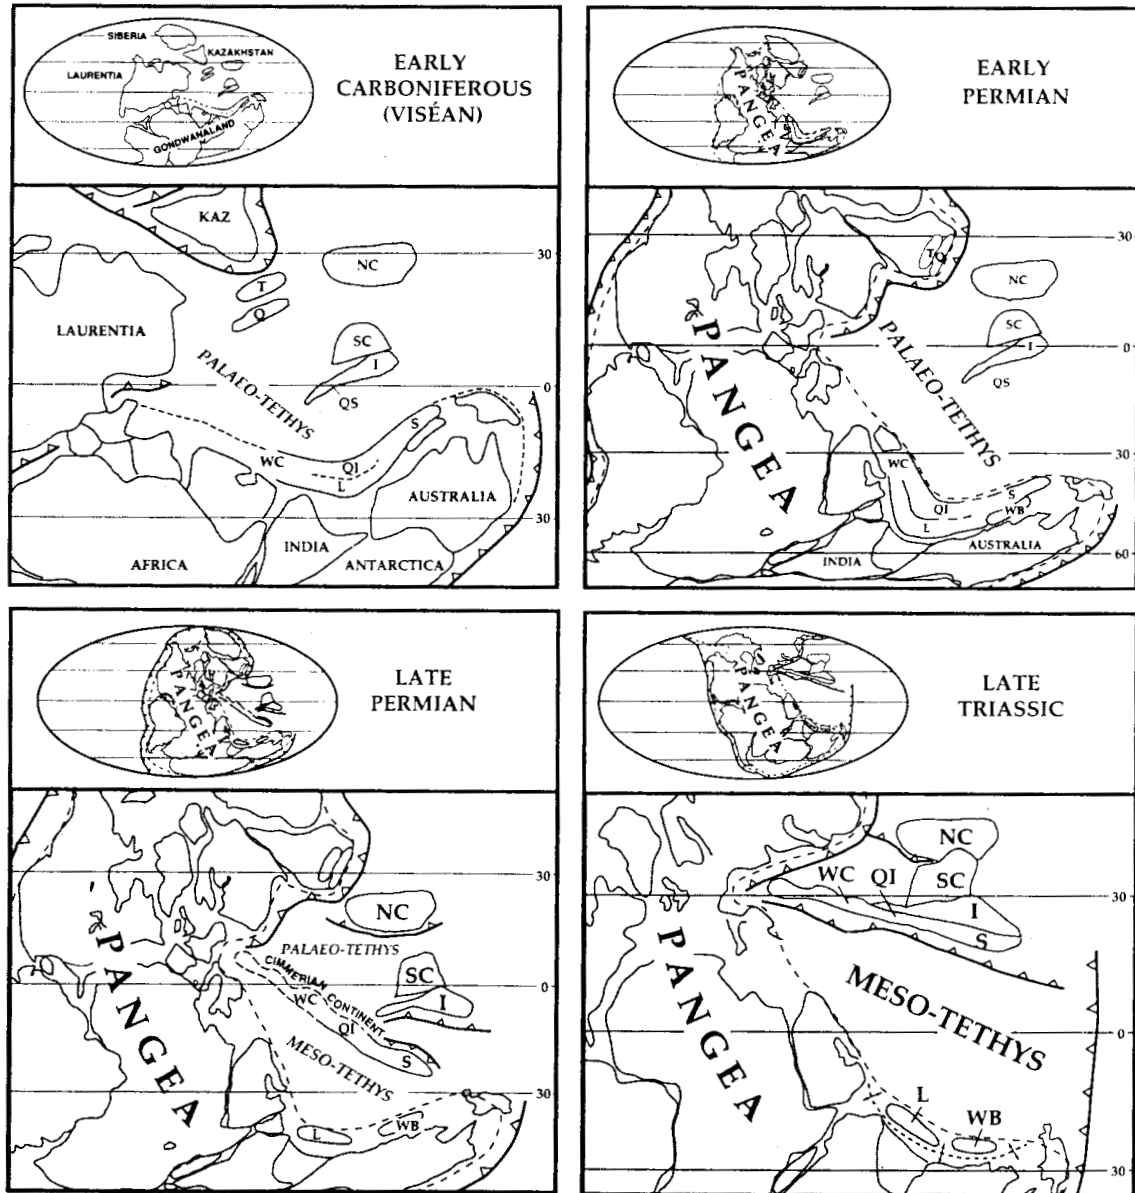 SIBERIA
KAZAKHSTAN
LAURENTIA
GONDWANALAND
EARLY
CARBONIFEROUS
(VISÉAN)
KAZ
30
NC
T
Q
LAURENTIA
SC
I
PALAEO-TETHYS
0
QS
S
WC
QI
L
AUSTRALIA
30
INDIA
AFRICA
ANTARCTICA
PANGEA
EARLY
PERMIAN
30
T
Q
NC
SC
I
0
PANGEA
PALAEO-TETHYS
QS
30
WC
S
QI
WB
L
AUSTRALIA
INDIA
60
PANGEA
LATE
PERMIAN
30
NC
PALAEO-TETHYS
CIMMERIAN CONTINENT
SC
0
I
WC
PANGEA
QI
S
MESO-TETHYS
30
L
WB
PANGEA
LATE
TRIASSIC
NC
WC
QI
SC
30
I
S
PANGEA
MESO-TETHYS
0
L
WB
30